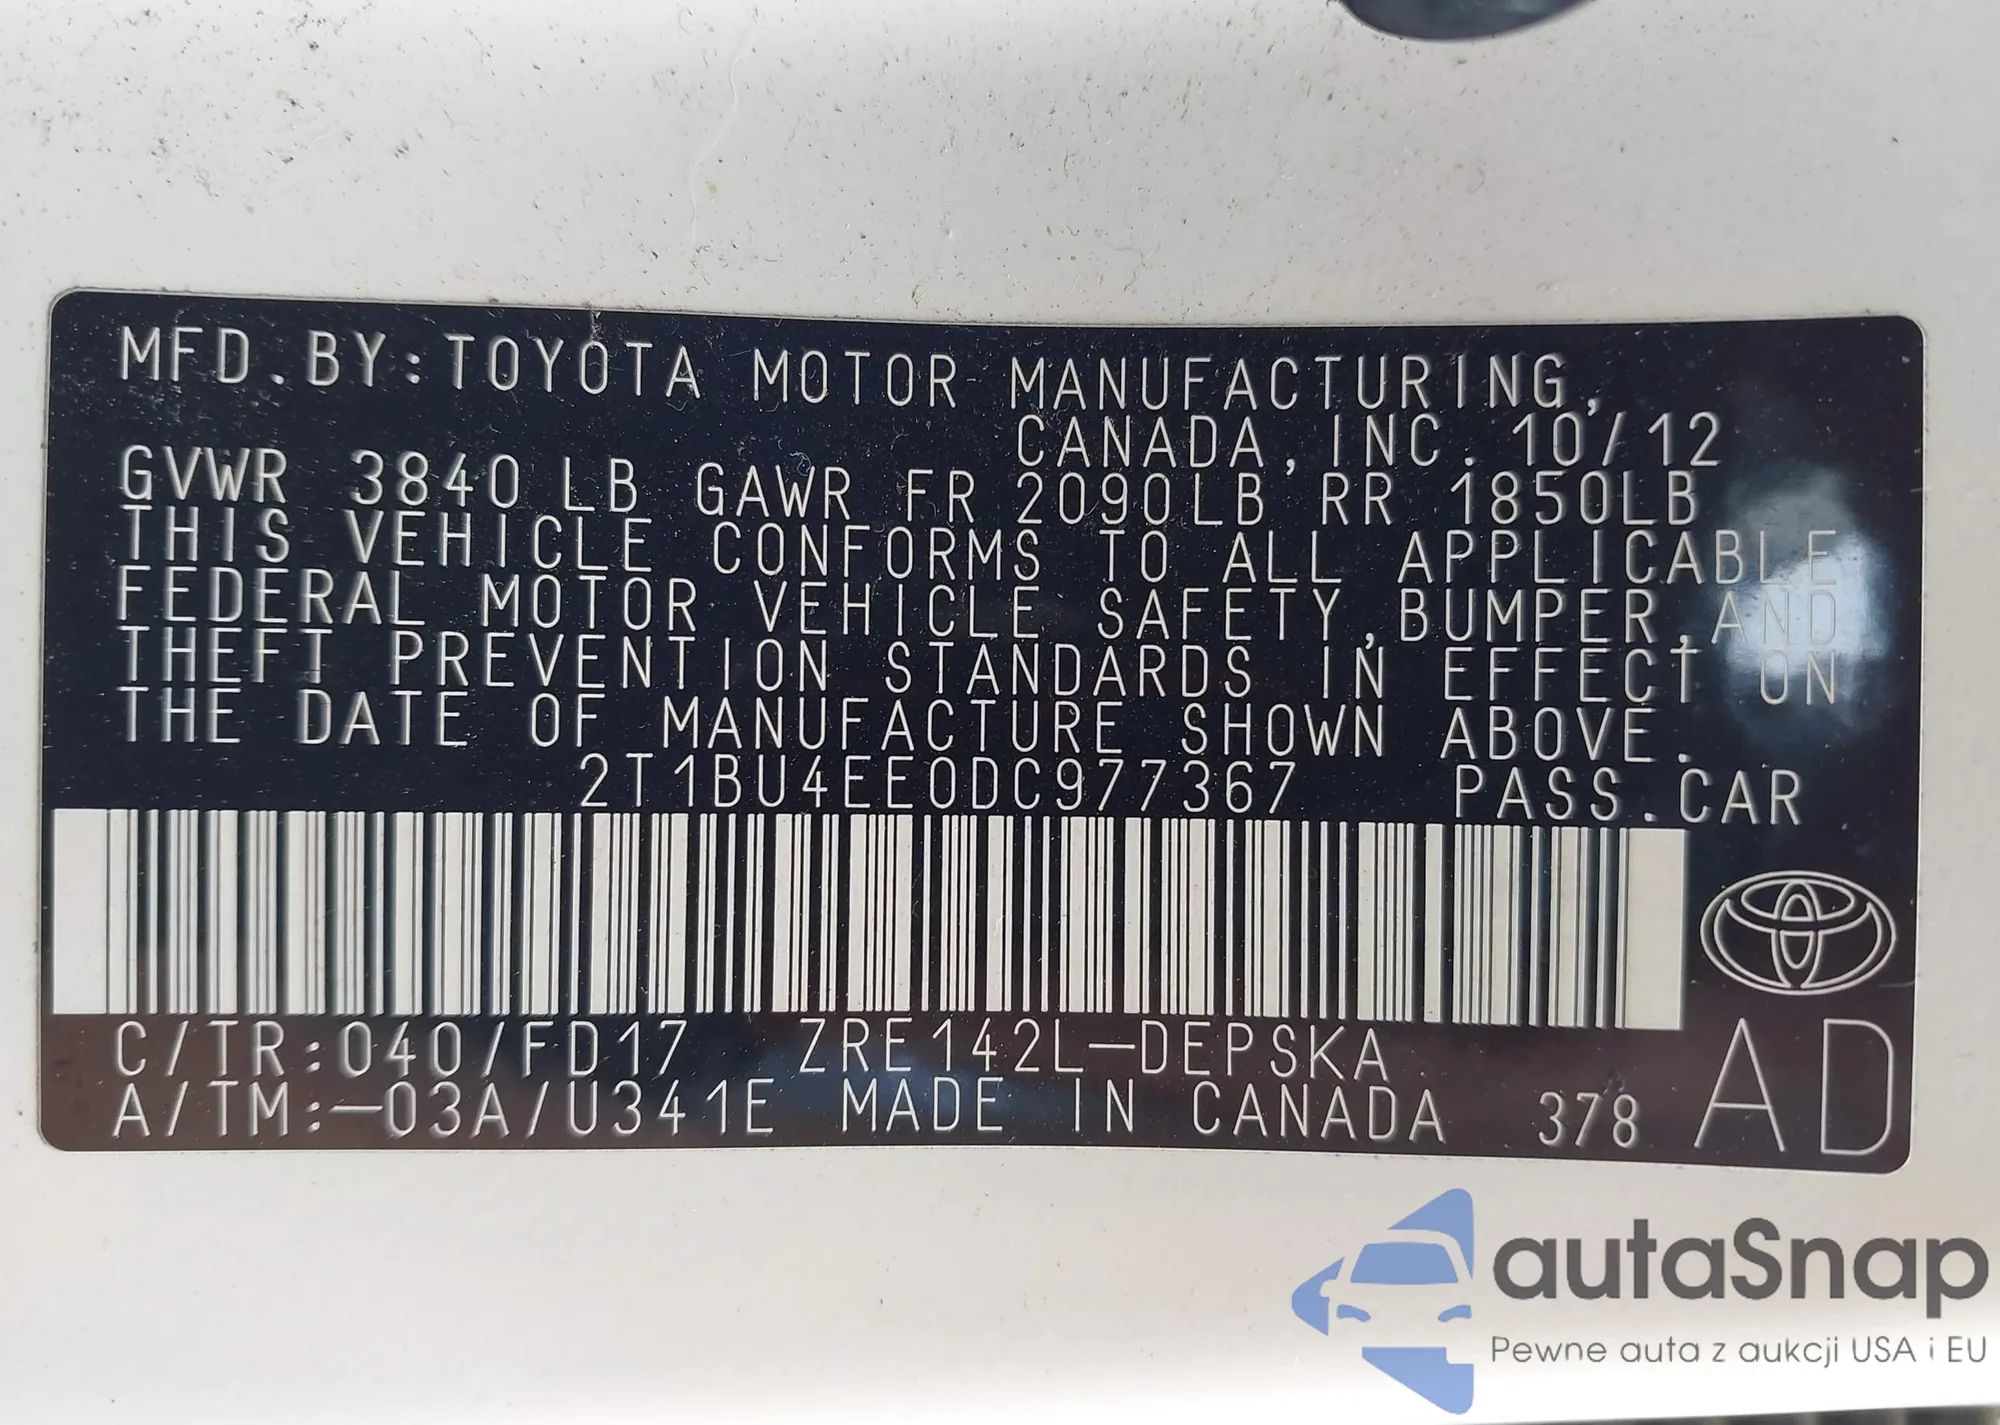 MFD.BY:TOYOTA MOTOR MANUFACTURING,
CANADA,INC. 10/12
GVWR 3840 LB GAWR FR 2090LB RR 1850LB
THIS VEHICLE CONFORMS TO ALL APPLICABLE
FEDERAL MOTOR VEHICLE SAFETY,BUMPER,AND
THEFT PREVENTION STANDARDS IN EFFECT ON
THE DATE OF MANUFACTURE SHOWN ABOVE.
2T1BU4EE0DC977367 PASS.CAR
C/TR:040/FD17 ZRE142L-DEPSKA
A/TM:-03A/U341E MADE IN CANADA 378
AD
autaSnap
Pewne auta z aukcji USA i EU